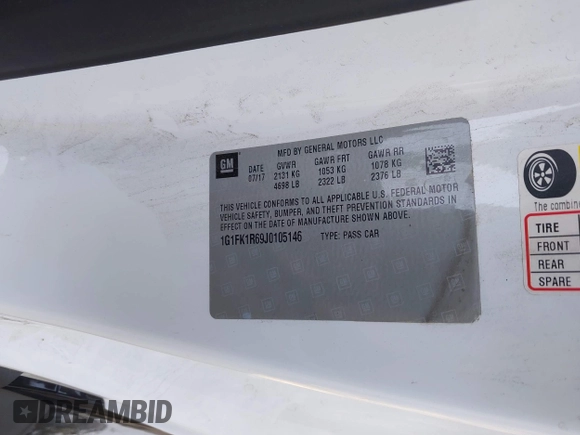 MFD BY GENERAL MOTORS LLC
GM
DATE GVWR GAWR FRT GAWR RR
07/17 2131 KG 1053 KG 1078 KG
4698 LB 2322 LB 2376 LB
THIS VEHICLE CONFORMS TO ALL APPLICABLE U.S. FEDERAL MOTOR
VEHICLE SAFETY, BUMPER, AND THEFT PREVENTION STANDARDS IN
EFFECT ON THE DATE OF MANUFACTURE SHOWN ABOVE.
1G1FK1R69J0105146 TYPE: PASS CAR
The combine
TIRE
FRONT
REAR
SPARE
DREAMBID